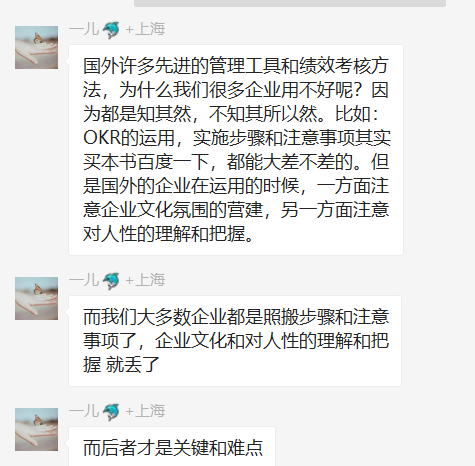 一儿🐬+上海
国外许多先进的管理工具和绩效考核方
法，为什么我们很多企业用不好呢？因
为都是知其然，不知其所以然。比如：
OKR的运用，实施步骤和注意事项其实
买本书百度一下，都能大差不差的。但
是国外的企业在运用的时候，一方面注
意企业文化氛围的营建，另一方面注意
对人性的理解和把握。
一儿🐬+上海
而我们大多数企业都是照搬步骤和注意
事项了，企业文化和对人性的理解和把
握 就丢了
一儿🐬+上海
而后者才是关键和难点